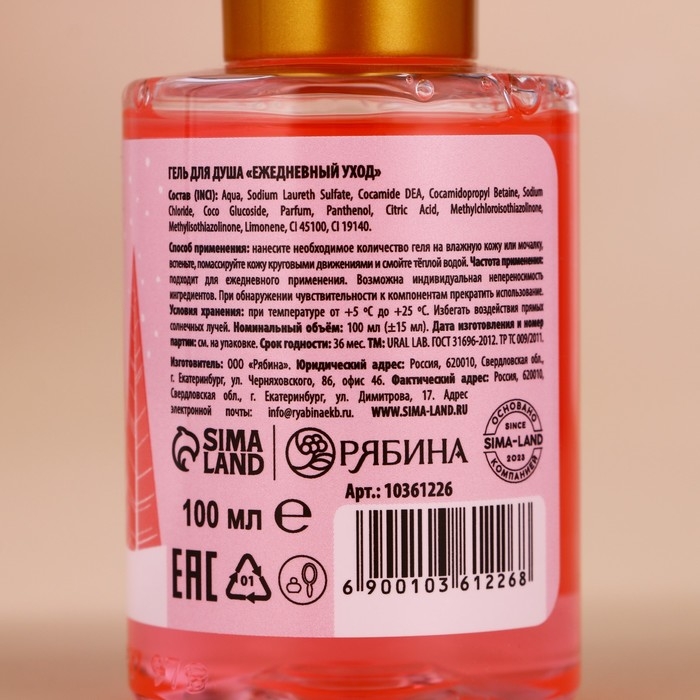 ГЕЛЬ ДЛЯ ДУША «ЕЖЕДНЕВНЫЙ УХОД»
Состав (INCI): Aqua, Sodium Laureth Sulfate, Cocamide DEA, Cocamidopropyl Betaine, Sodium
Chloride, Coco Glucoside, Parfum, Panthenol, Citric Acid, Methylchloroisothiazolinone,
Methylisothiazolinone, Limonene, CI 45100, CI 19140.
Способ применения: нанесите необходимое количество геля на влажную кожу или мочалку,
вспеньте, помассируйте кожу круговыми движениями и смойте тёплой водой. Частота применения:
подходит для ежедневного применения. Возможна индивидуальная непереносимость
ингредиентов. При обнаружении чувствительности к компонентам прекратить использование.
Условия хранения: при температуре от +5 °C до +25 °C. Избегать воздействия прямых
солнечных лучей. Номинальный объём: 100 мл (±15 мл). Дата изготовления и номер
партии: см. на упаковке. Срок годности: 36 мес. ТМ: URAL LAB. ГОСТ 31696-2012. ТР ТС 009/2011.
Изготовитель: ООО «Рябина». Юридический адрес: Россия, 620010, Свердловская обл.,
г. Екатеринбург, ул. Черняховского, 86, офис 46. Фактический адрес: Россия, 620010,
Свердловская обл., г. Екатеринбург, ул. Димитрова, 17. Адрес
электронной почты: info@ryabinaekb.ru. WWW.SIMA-LAND.RU
SIMA
LAND
РЯБИНА
ОСНОВАНО
SINCE
SIMA-LAND
2023
КОМПАНИЕЙ
Арт.: 10361226
100 мл ℮
EAC
01
6 900103 612268